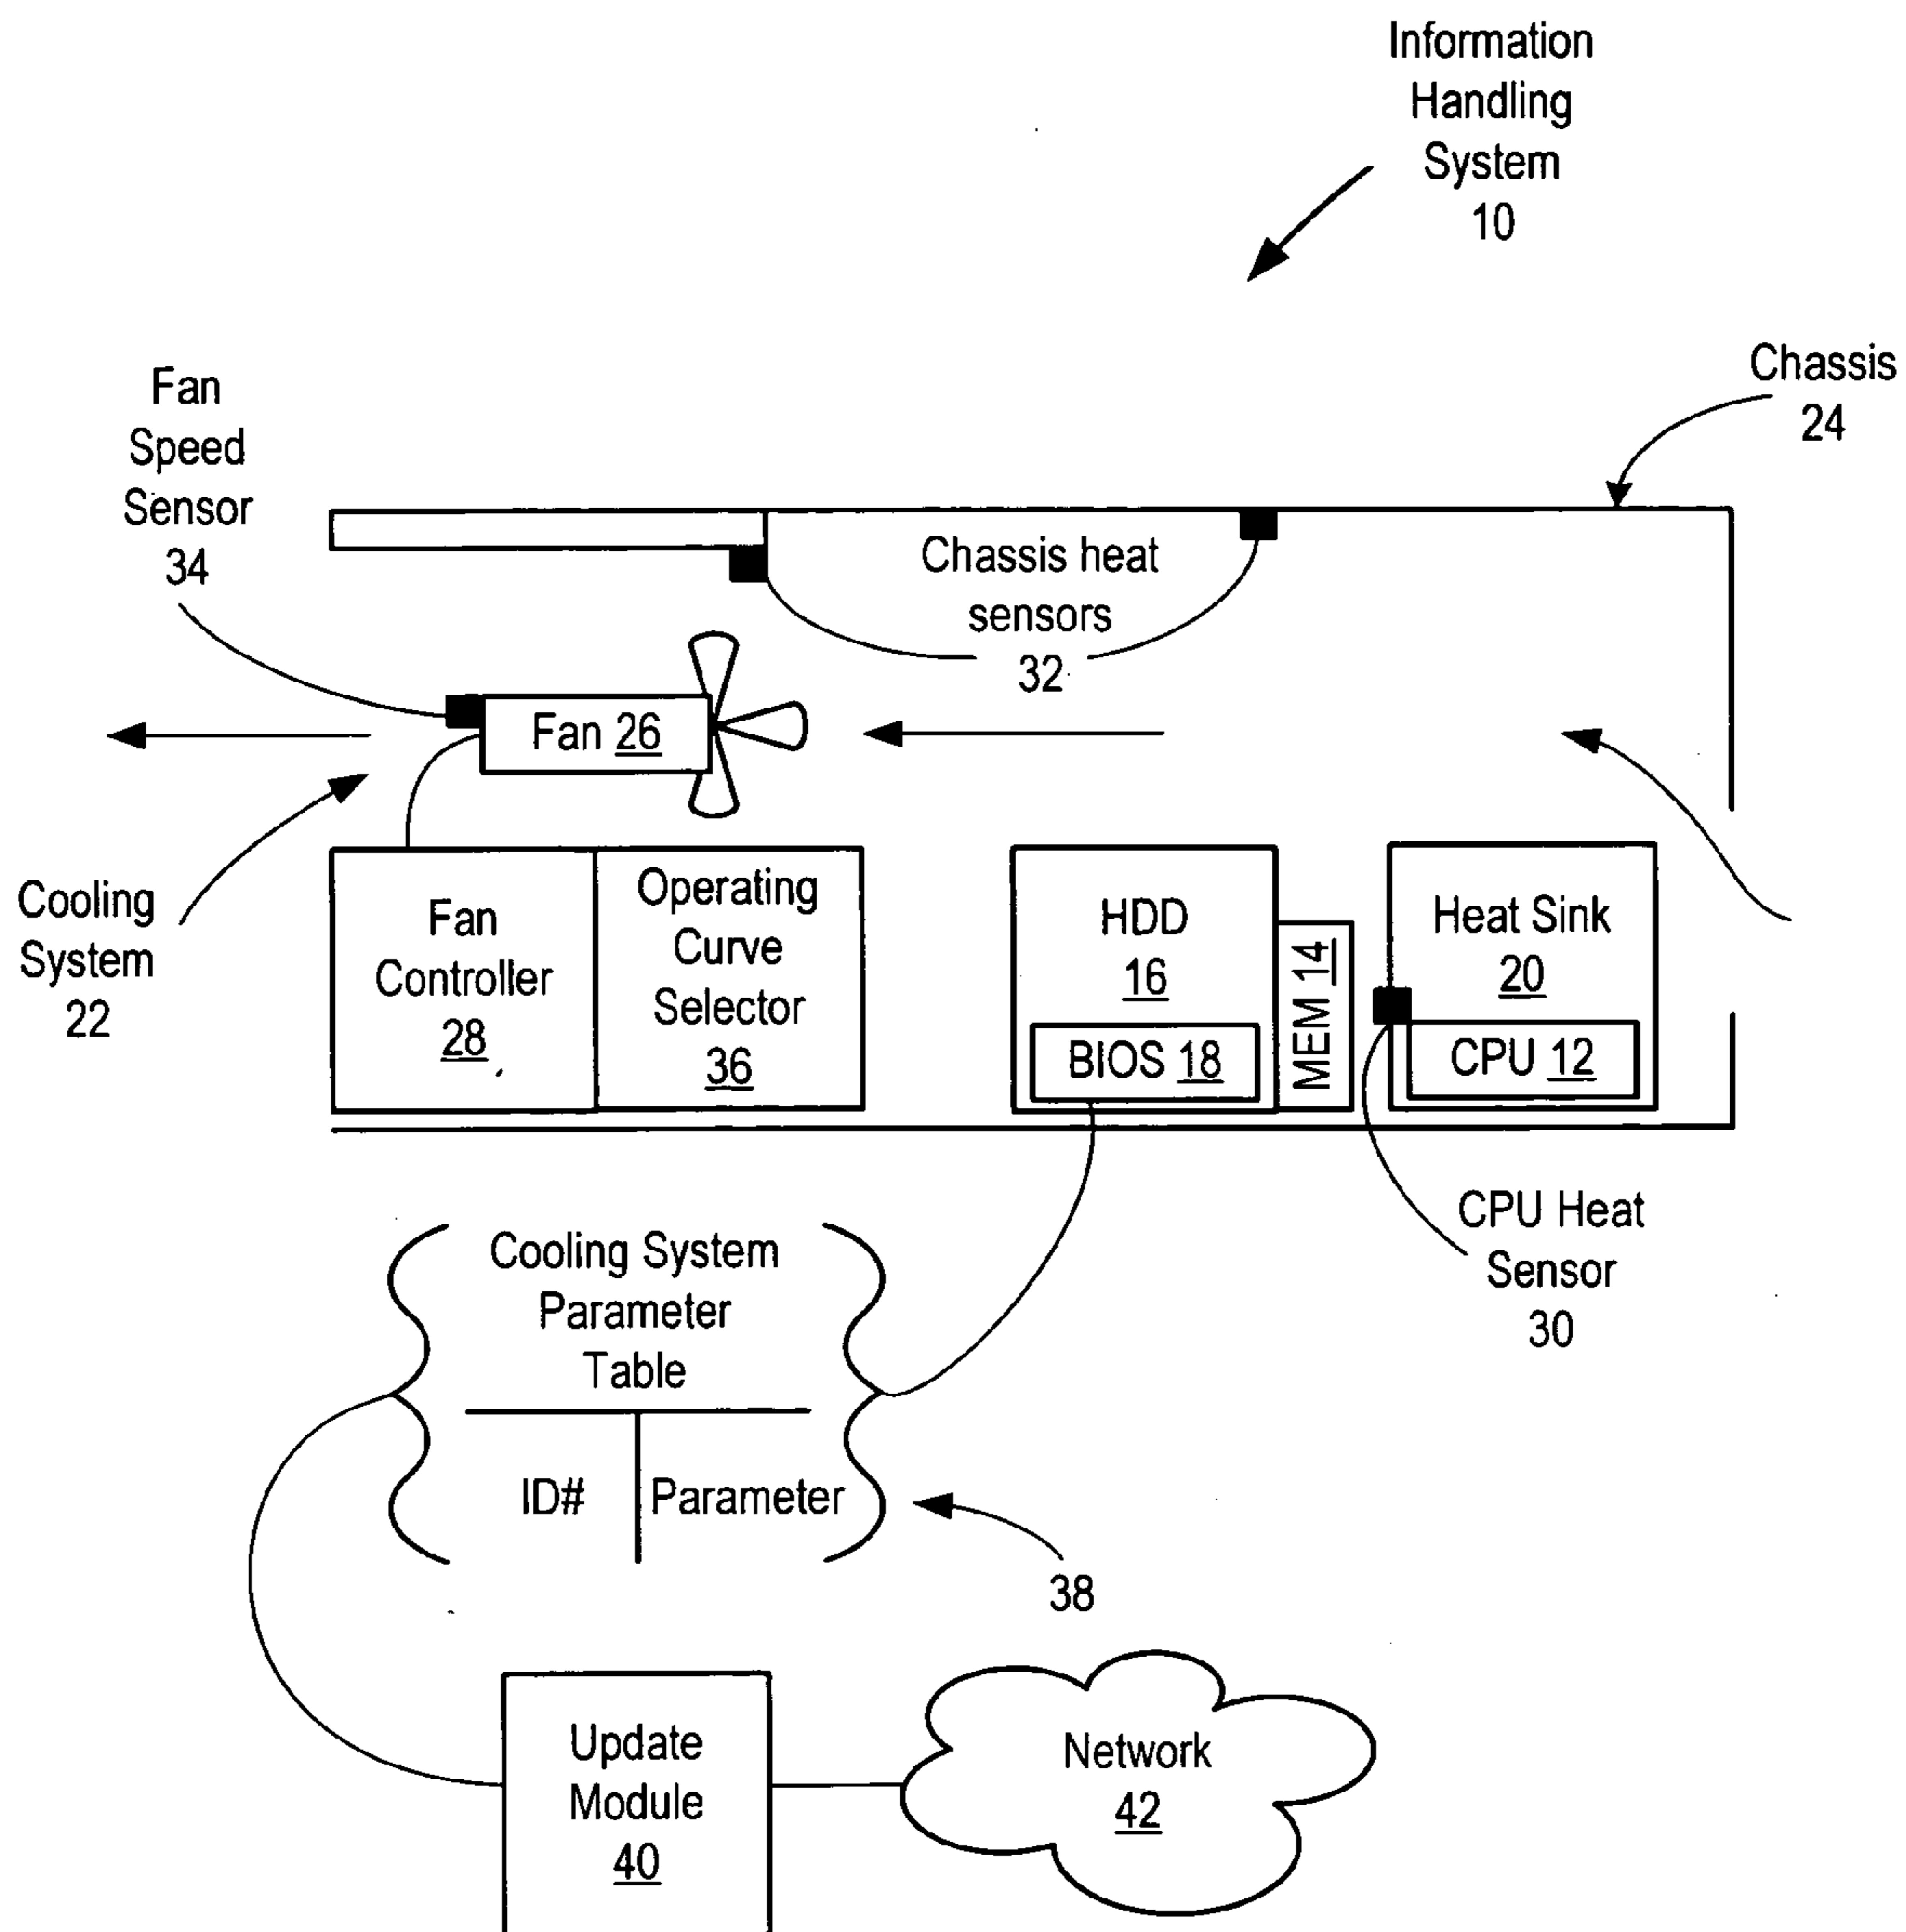 Information
Handling
System
10
Chassis
24
Fan
Speed
Sensor
34
Chassis heat
sensors
32
Fan 26
Cooling
System
22
Fan
Controller
28
Operating
Curve
Selector
36
HDD
16
BIOS 18
MEM 14
Heat Sink
20
CPU 12
CPU Heat
Sensor
30
Cooling System
Parameter
Table
ID#
Parameter
38
Update
Module
40
Network
42